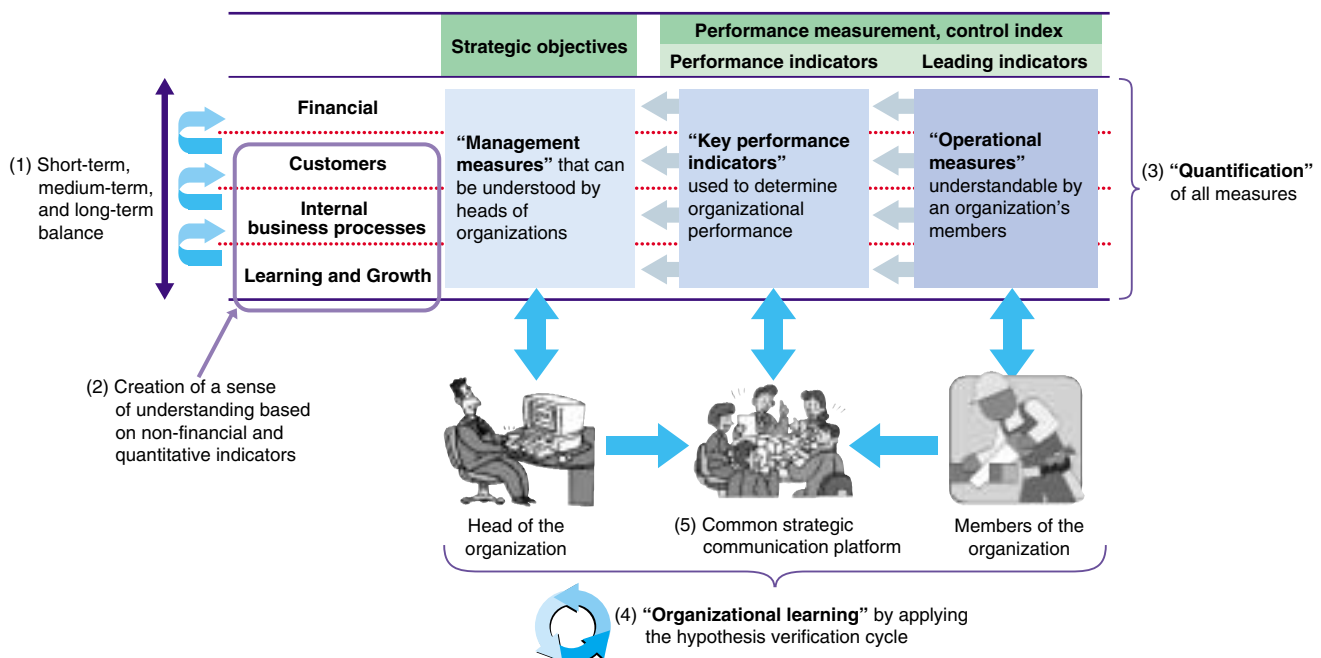 Strategic objectives
Performance measurement, control index
Performance indicators
Leading indicators
(1) Short-term,
medium-term,
and long-term
balance
Financial
Customers
Internal
business processes
Learning and Growth
“Management
measures” that can
be understood by
heads of
organizations
“Key performance
indicators”
used to determine
organizational
performance
“Operational
measures”
understandable by
an organization’s
members
(3) “Quantification”
of all measures
(2) Creation of a sense
of understanding based
on non-financial and
quantitative indicators
Head of the
organization
(5) Common strategic
communication platform
Members of the
organization
(4) “Organizational learning” by applying
the hypothesis verification cycle